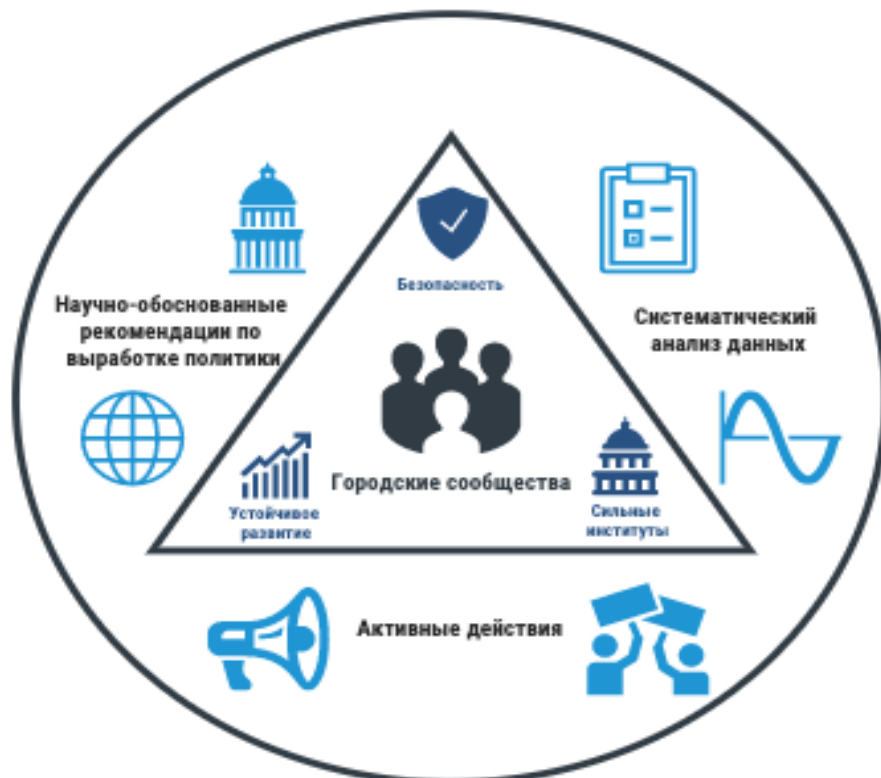 Безопасность
Научно-обоснованные
рекомендации по
выработке политики
Систематический
анализ данных
Городские сообщества
Устойчивое
развитие
Сильные
институты
Активные действия